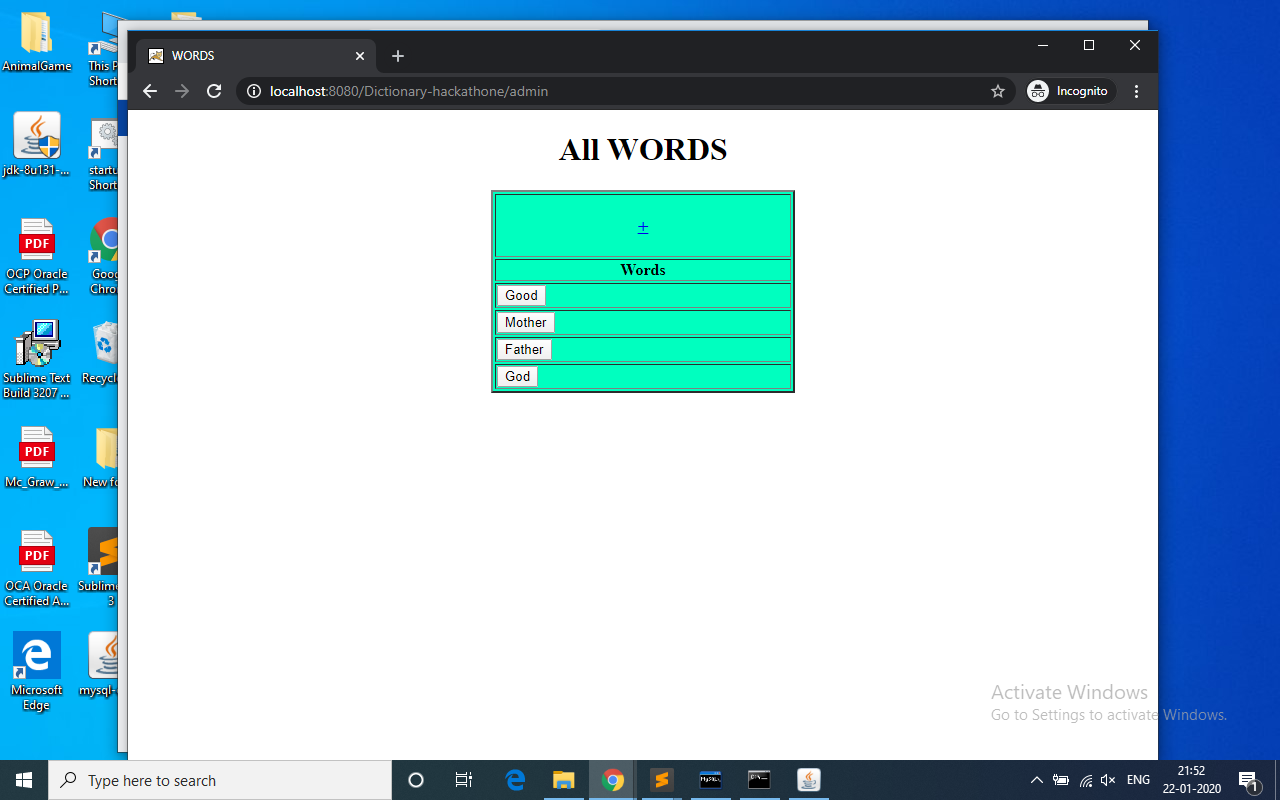 AnimalGame
This P
Short
WORDS
localhost:8080/Dictionary-hackathone/admin
Incognito
All WORDS
+
Words
Good
Mother
Father
God
jdk-8u131-...
startu
Short
PDF
OCP Oracle
Certified P...
Goog
Chro
Sublime Text
Build 3207 ...
Recycl
PDF
Mc_Graw_...
New fo
PDF
OCA Oracle
Certified A...
Sublime
3
Microsoft
Edge
mysql-
Activate Windows
Go to Settings to activate Windows.
Type here to search
ENG
21:52
22-01-2020
1